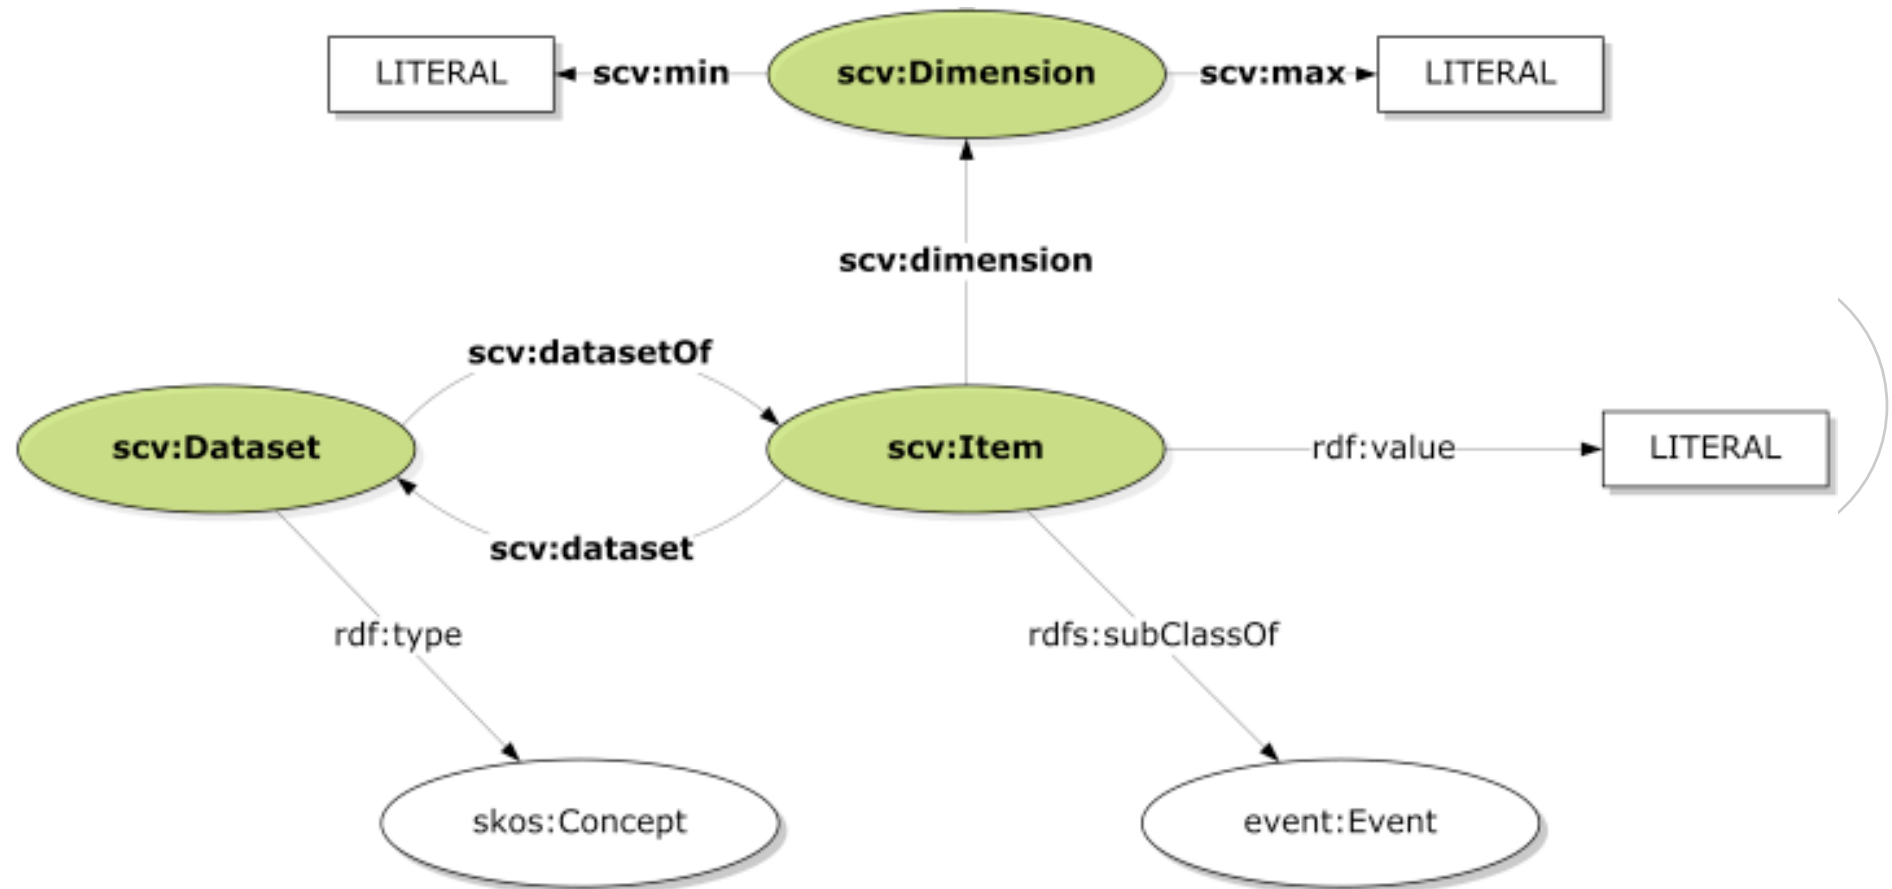 LITERAL scv:min scv:Dimension scv:max LITERAL
scv:dimension
scv:datasetOf
scv:Dataset scv:Item rdf:value LITERAL
scv:dataset
rdf:type rdfs:subClassOf
skos:Concept event:Event